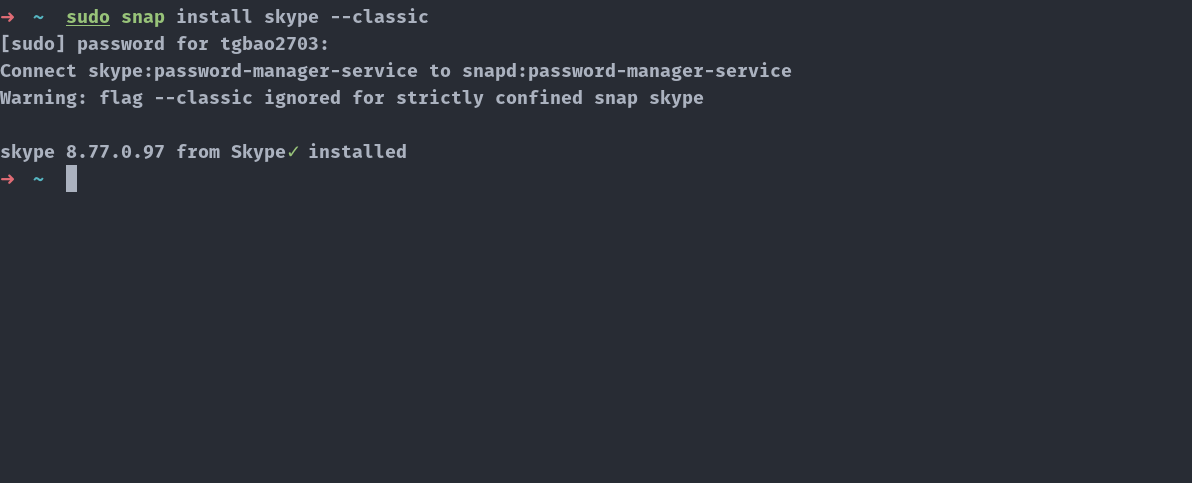 ➜  ~  sudo snap install skype --classic
[sudo] password for tgbao2703:
Connect skype:password-manager-service to snapd:password-manager-service
Warning: flag --classic ignored for strictly confined snap skype
skype 8.77.0.97 from Skype✓ installed
➜  ~